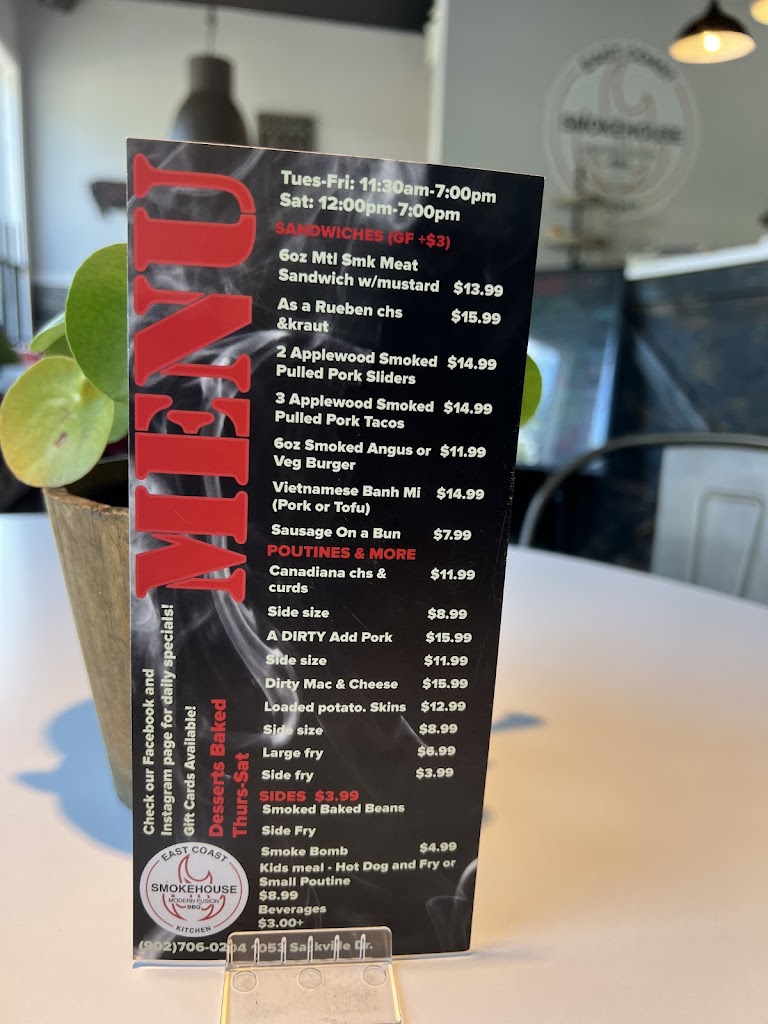 EAST COAST
SMOKEHOUSE
MENU
Tues-Fri: 11:30am-7:00pm
Sat: 12:00pm-7:00pm
SANDWICHES (GF +$3)
6oz Mtl Smk Meat
Sandwich w/mustard $13.99
As a Rueben chs $15.99
&kraut
2 Applewood Smoked $14.99
Pulled Pork Sliders
3 Applewood Smoked $14.99
Pulled Pork Tacos
6oz Smoked Angus or $11.99
Veg Burger
Vietnamese Banh Mi $14.99
(Pork or Tofu)
Sausage On a Bun $7.99
POUTINES & MORE
Canadiana chs & $11.99
curds
Side size $8.99
A DIRTY Add Pork $15.99
Side size $11.99
Dirty Mac & Cheese $15.99
Loaded potato. Skins $12.99
Side size $8.99
Large fry $6.99
Side fry $3.99
SIDES $3.99
Smoked Baked Beans
Side Fry
Smoke Bomb $4.99
Kids meal - Hot Dog and Fry or
Small Poutine
$8.99
Beverages
$3.00+
Check our Facebook and
Instagram page for daily specials!
Gift Cards Available!
Desserts Baked
Thurs-Sat
EAST COAST
SMOKEHOUSE
MODERN FUSION
BBQ
KITCHEN
(902)706-0204 1053 Sackville Dr.